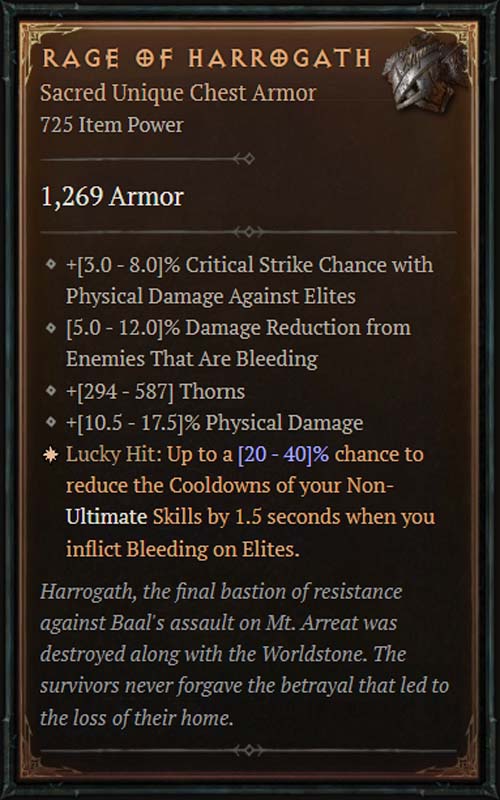 RAGE OF HARROGATH
Sacred Unique Chest Armor
725 Item Power
1,269 Armor
+[3.0 - 8.0]% Critical Strike Chance with
Physical Damage Against Elites
[5.0 - 12.0]% Damage Reduction from
Enemies That Are Bleeding
+[294 - 587] Thorns
+[10.5 - 17.5]% Physical Damage
Lucky Hit: Up to a [20 - 40]% chance to
reduce the Cooldowns of your Non-
Ultimate Skills by 1.5 seconds when you
inflict Bleeding on Elites.
Harrogath, the final bastion of resistance
against Baal's assault on Mt. Arreat was
destroyed along with the Worldstone. The
survivors never forgave the betrayal that led to
the loss of their home.